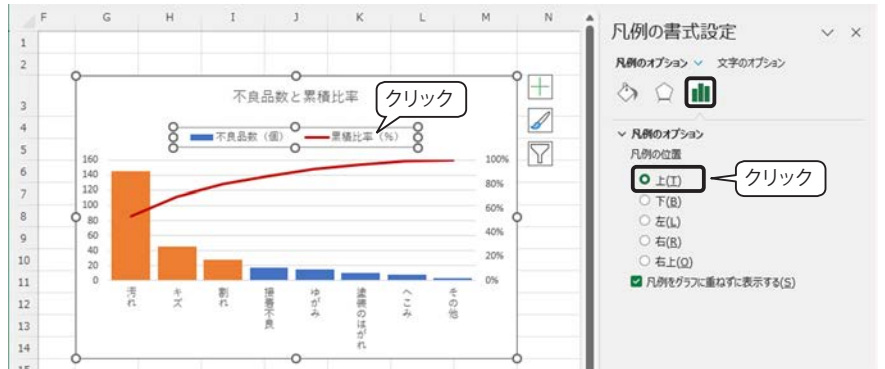 F G H I J K L M N
1
2
3
4
5
6
7
8
9
10
11
12
13
14
15
不良品数と累積比率
クリック
不良品数（個） 累積比率（%）
160
140
120
100
80
60
40
20
0
100%
80%
60%
40%
20%
0%
汚れ
キズ
割れ
接着不良
ゆがみ
塗装のはがれ
へこみ
その他
凡例の書式設定
凡例のオプション 文字のオプション
凡例のオプション
凡例の位置
上(T)
クリック
下(B)
左(L)
右(R)
右上(O)
凡例をグラフに重ねずに表示する(S)